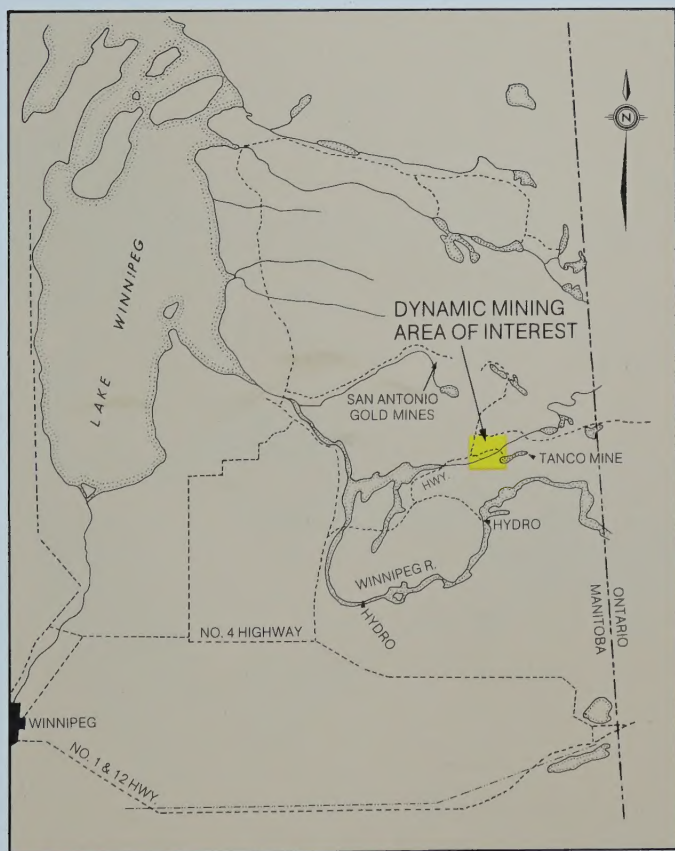 N
LAKE WINNIPEG
DYNAMIC MINING
AREA OF INTEREST
SAN ANTONIO
GOLD MINES
TANCO MINE
HWY.
HYDRO
WINNIPEG R.
HYDRO
ONTARIO
MANITOBA
NO. 4 HIGHWAY
WINNIPEG
NO. 1 & 12 HWY.